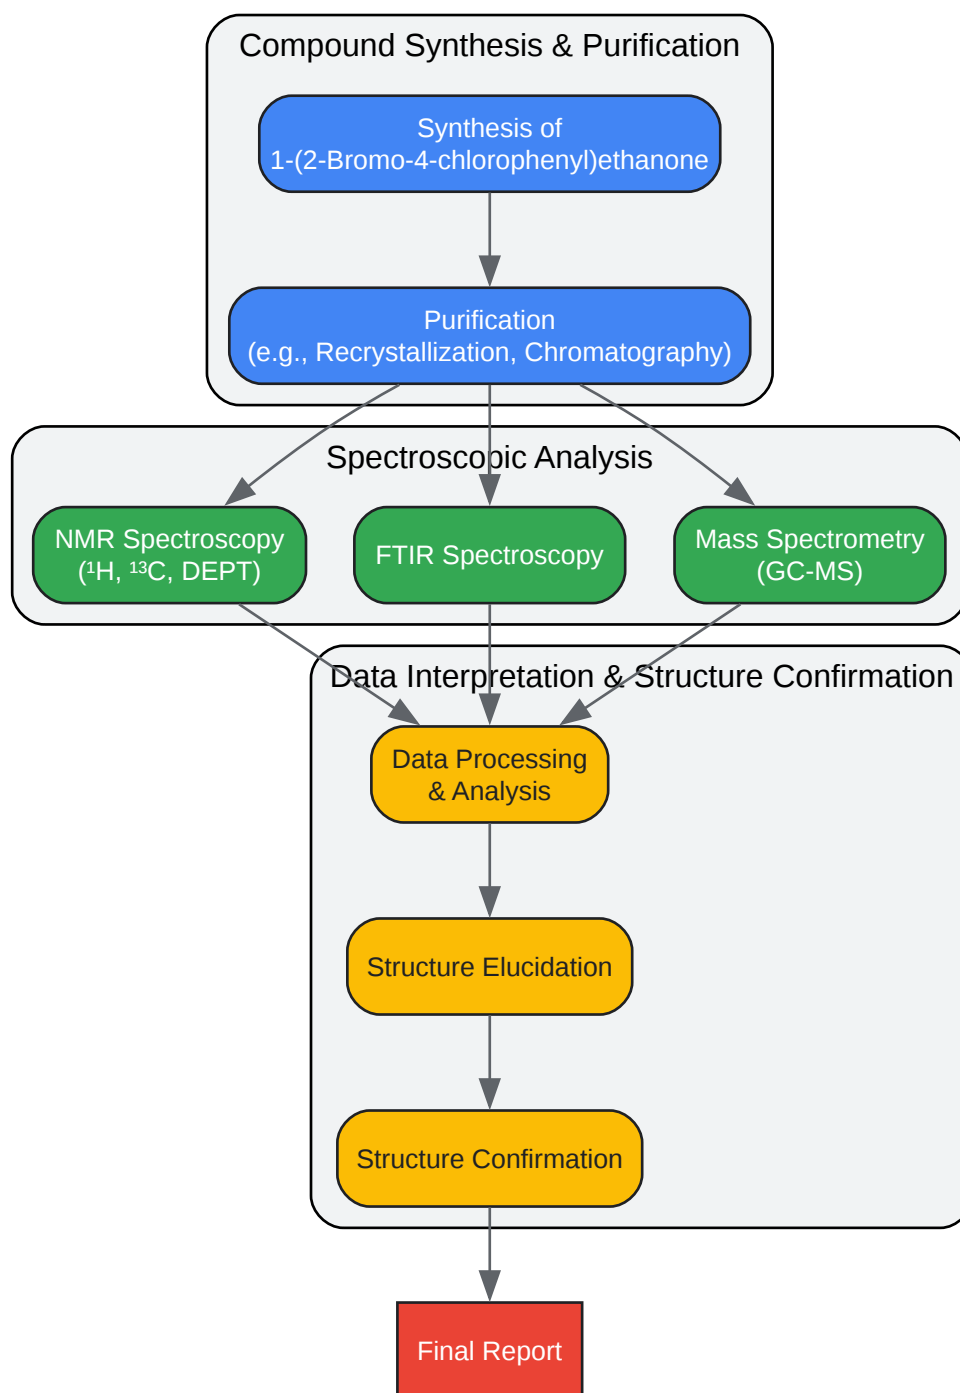 Compound Synthesis & Purification
Synthesis of
1-(2-Bromo-4-chlorophenyl)ethanone
Purification
(e.g., Recrystallization, Chromatography)
Spectroscopic Analysis
NMR Spectroscopy
(¹H, ¹³C, DEPT)
FTIR Spectroscopy
Mass Spectrometry
(GC-MS)
Data Interpretation & Structure Confirmation
Data Processing
& Analysis
Structure Elucidation
Structure Confirmation
Final Report